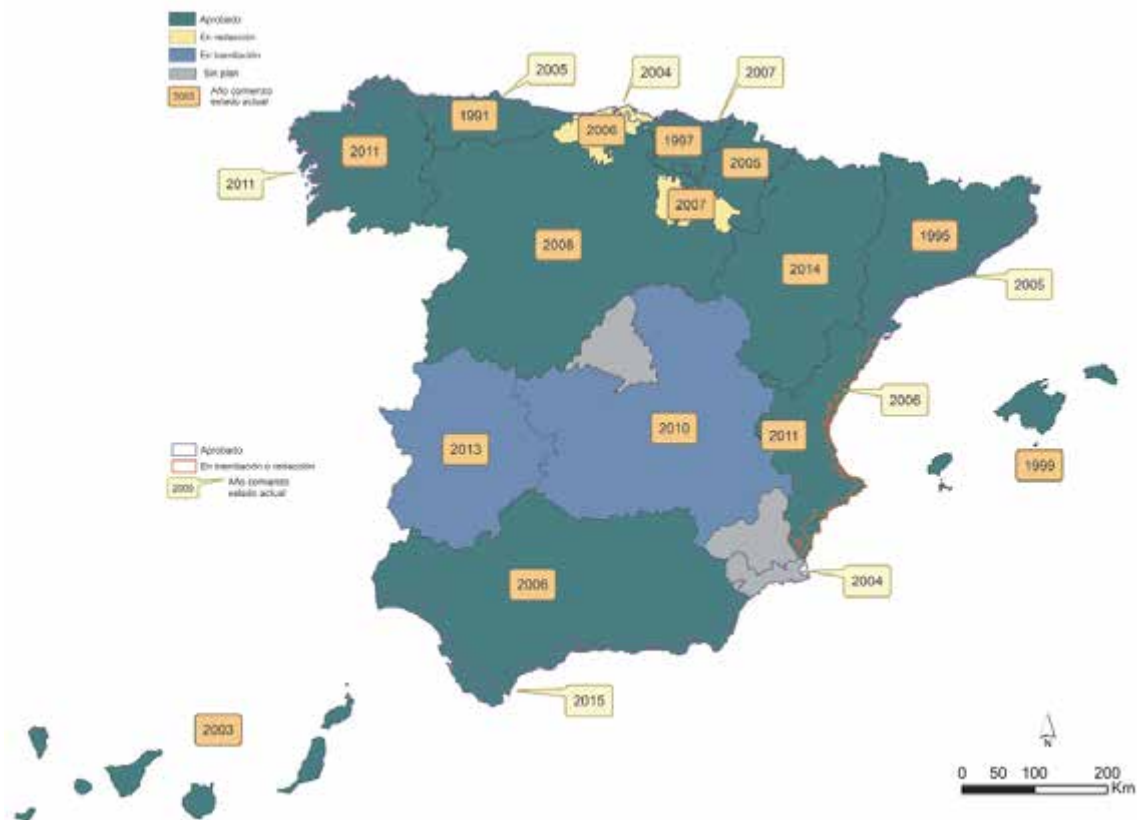 Aprobado
En redacción
En tramitación
Sin plan
2003 Año comienzo
estado actual
2005
2004
2007
1991
2006
1997
2011
2005
2011
2007
2008
1995
2014
2005
2006
2010
2011
2013
1999
Aprobado
En tramitación o redacción
2009 Año comienzo
estado actual
2006
2004
2015
2003
N
0 50 100 200
Km